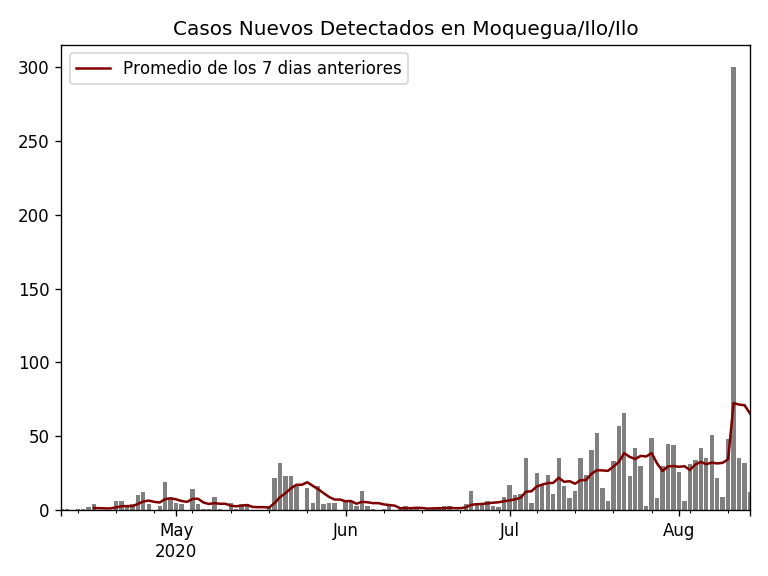 Casos Nuevos Detectados en Moquegua/Ilo/Ilo
Promedio de los 7 dias anteriores
300
250
200
150
100
50
0
May
2020
Jun
Jul
Aug